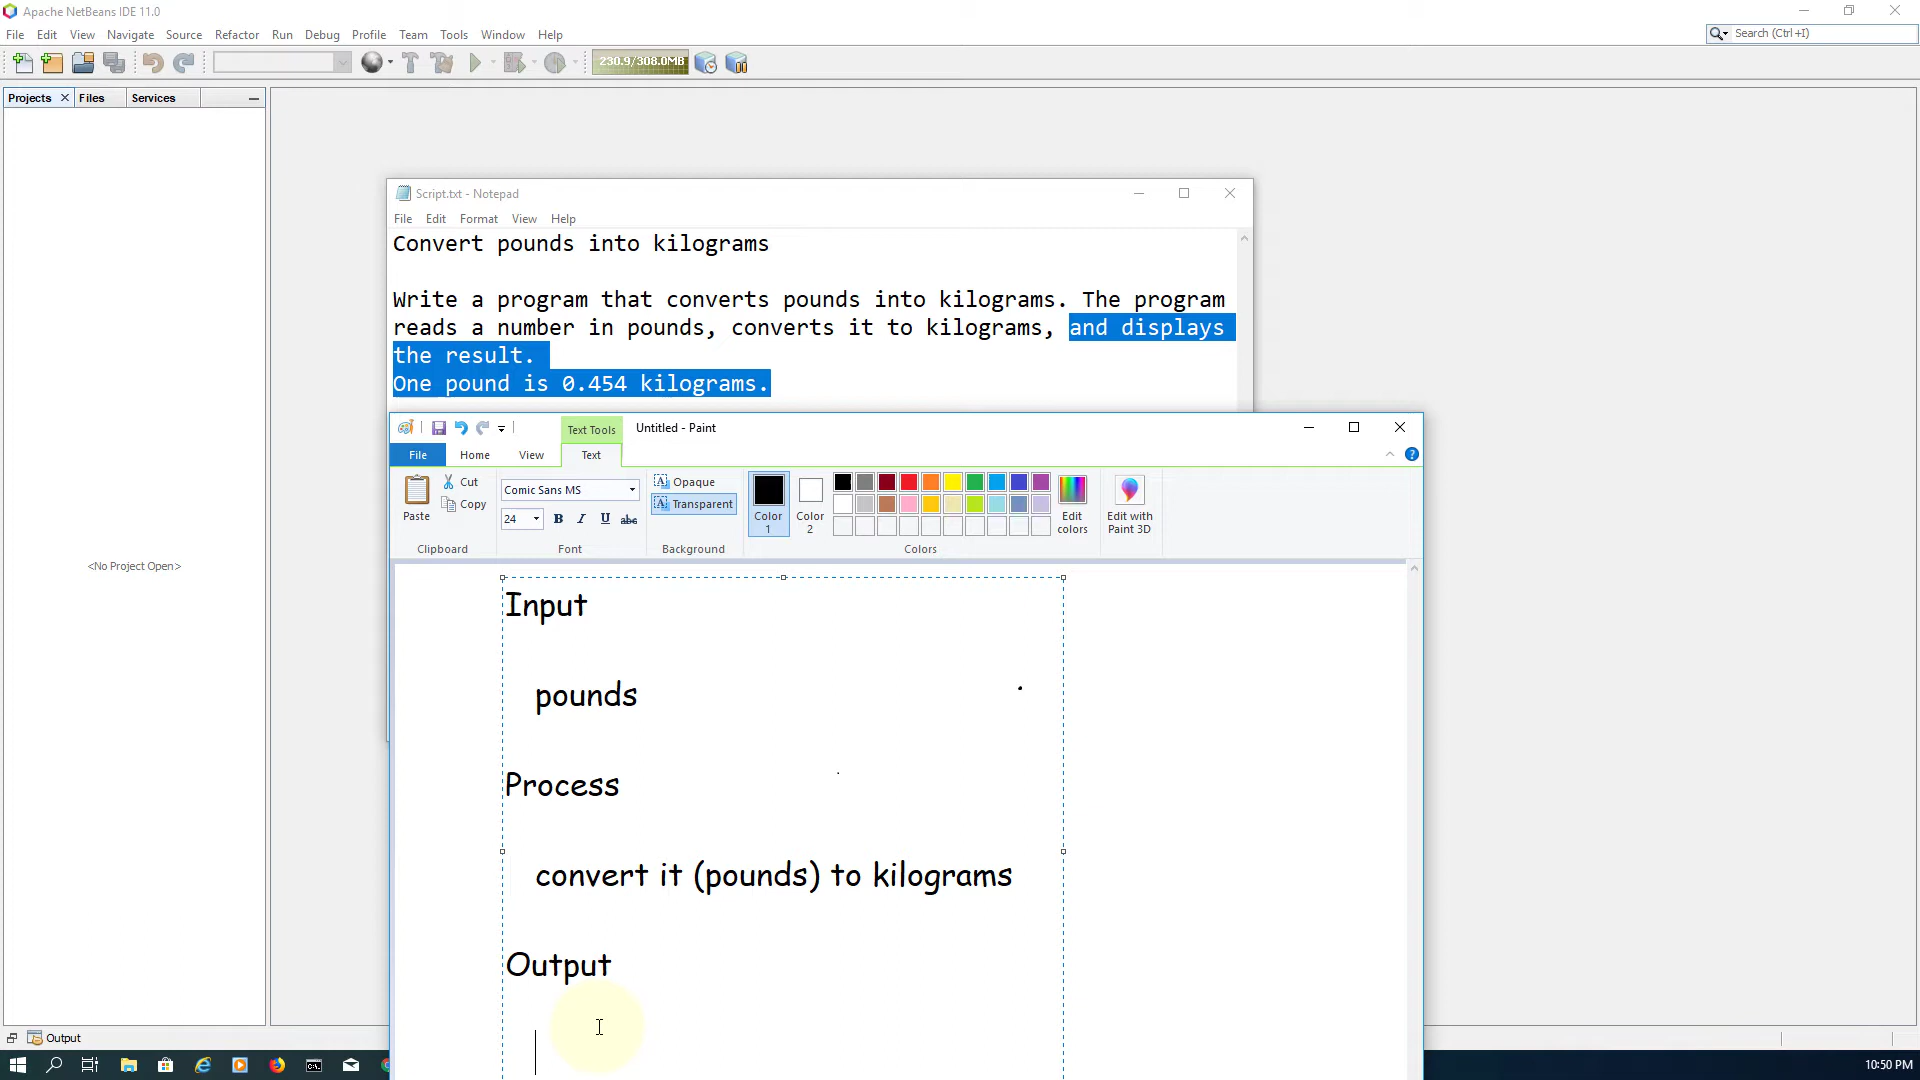 Apache NetBeans IDE 11.0
File Edit View Navigate Source Refactor Run Debug Profile Team Tools Window Help
Search (Ctrl+I)
230.9/308.0MB
Projects Files Services
<No Project Open>
Script.txt - Notepad
File Edit Format View Help
Convert pounds into kilograms
Write a program that converts pounds into kilograms. The program
reads a number in pounds, converts it to kilograms, and displays
the result.
One pound is 0.454 kilograms.
Text Tools
Untitled - Paint
File Home View Text
Paste
Cut
Copy
Clipboard
Comic Sans MS
24
B I U abc
Font
Opaque
Transparent
Background
Color 1
Color 2
Edit colors
Colors
Edit with Paint 3D
Input
pounds
Process
convert it (pounds) to kilograms
Output
Output
10:50 PM